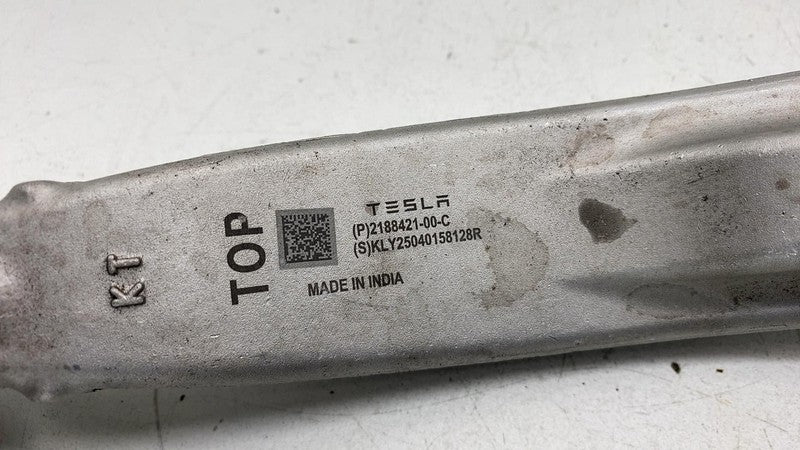 KT
TOP
TESLA
(P)2188421-00-C
(S)KLY25040158128R
MADE IN INDIA